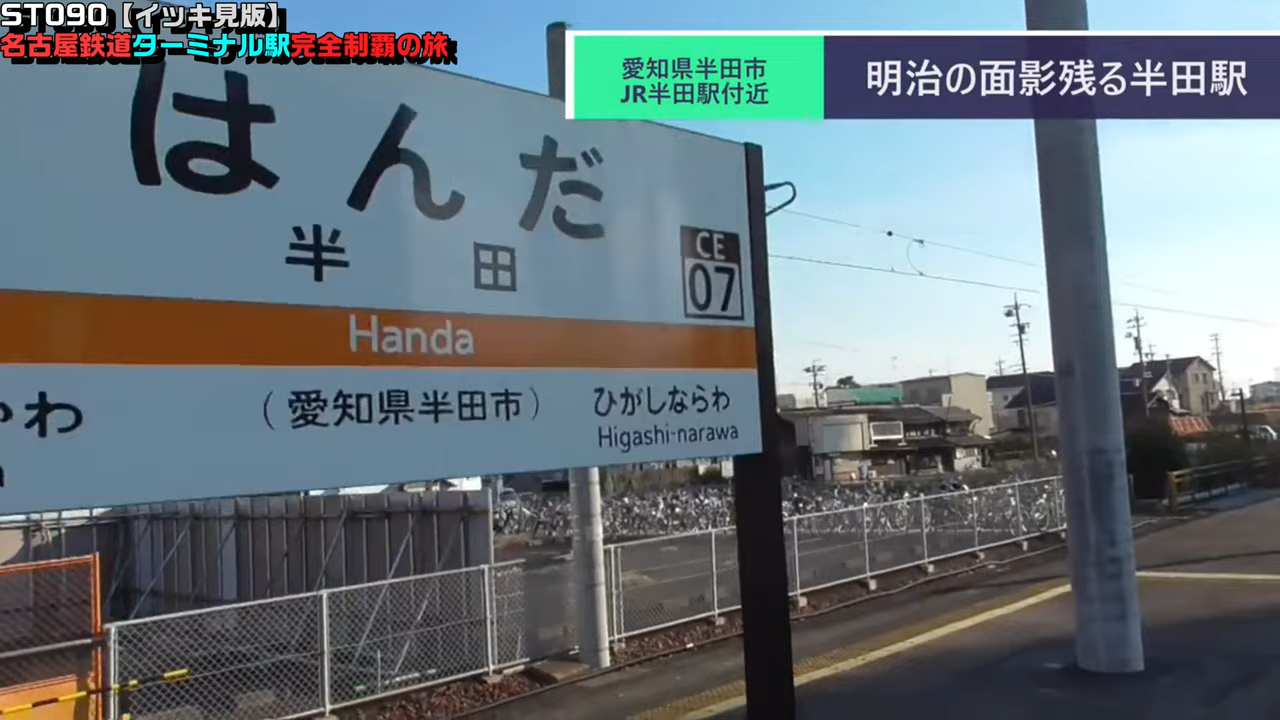 ST090【イッキ見版】
名古屋鉄道ターミナル駅完全制覇の旅
愛知県半田市
JR半田駅付近
明治の面影残る半田駅
はんだ
半田
CE
07
Handa
かわ
(愛知県半田市)
ひがしならわ
Higashi-narawa